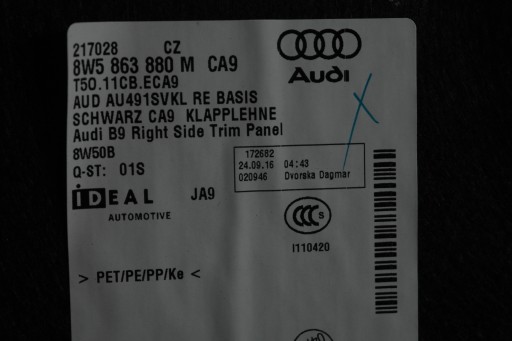 217028 CZ
8W5 863 880 M CA9
T50.11CB.ECA9
AUD AU491SVKL RE BASIS
SCHWARZ CA9 KLAPPLEHNE
Audi B9 Right Side Trim Panel
8W50B
Q-ST: 01S
Audi
172682
24.09.16 04:43
020946 Dvorska Dagmar
iDEAL JA9
AUTOMOTIVE
CCC S
I110420
> PET/PE/PP/Ke <